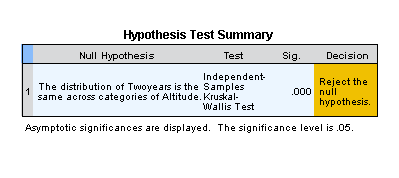 Hypothesis Test Summary
Null Hypothesis Test Sig. Decision
1 The distribution of Twoyears is the same across categories of Altitude. Independent-Samples Kruskal-Wallis Test .000 Reject the null hypothesis.
Asymptotic significances are displayed. The significance level is .05.